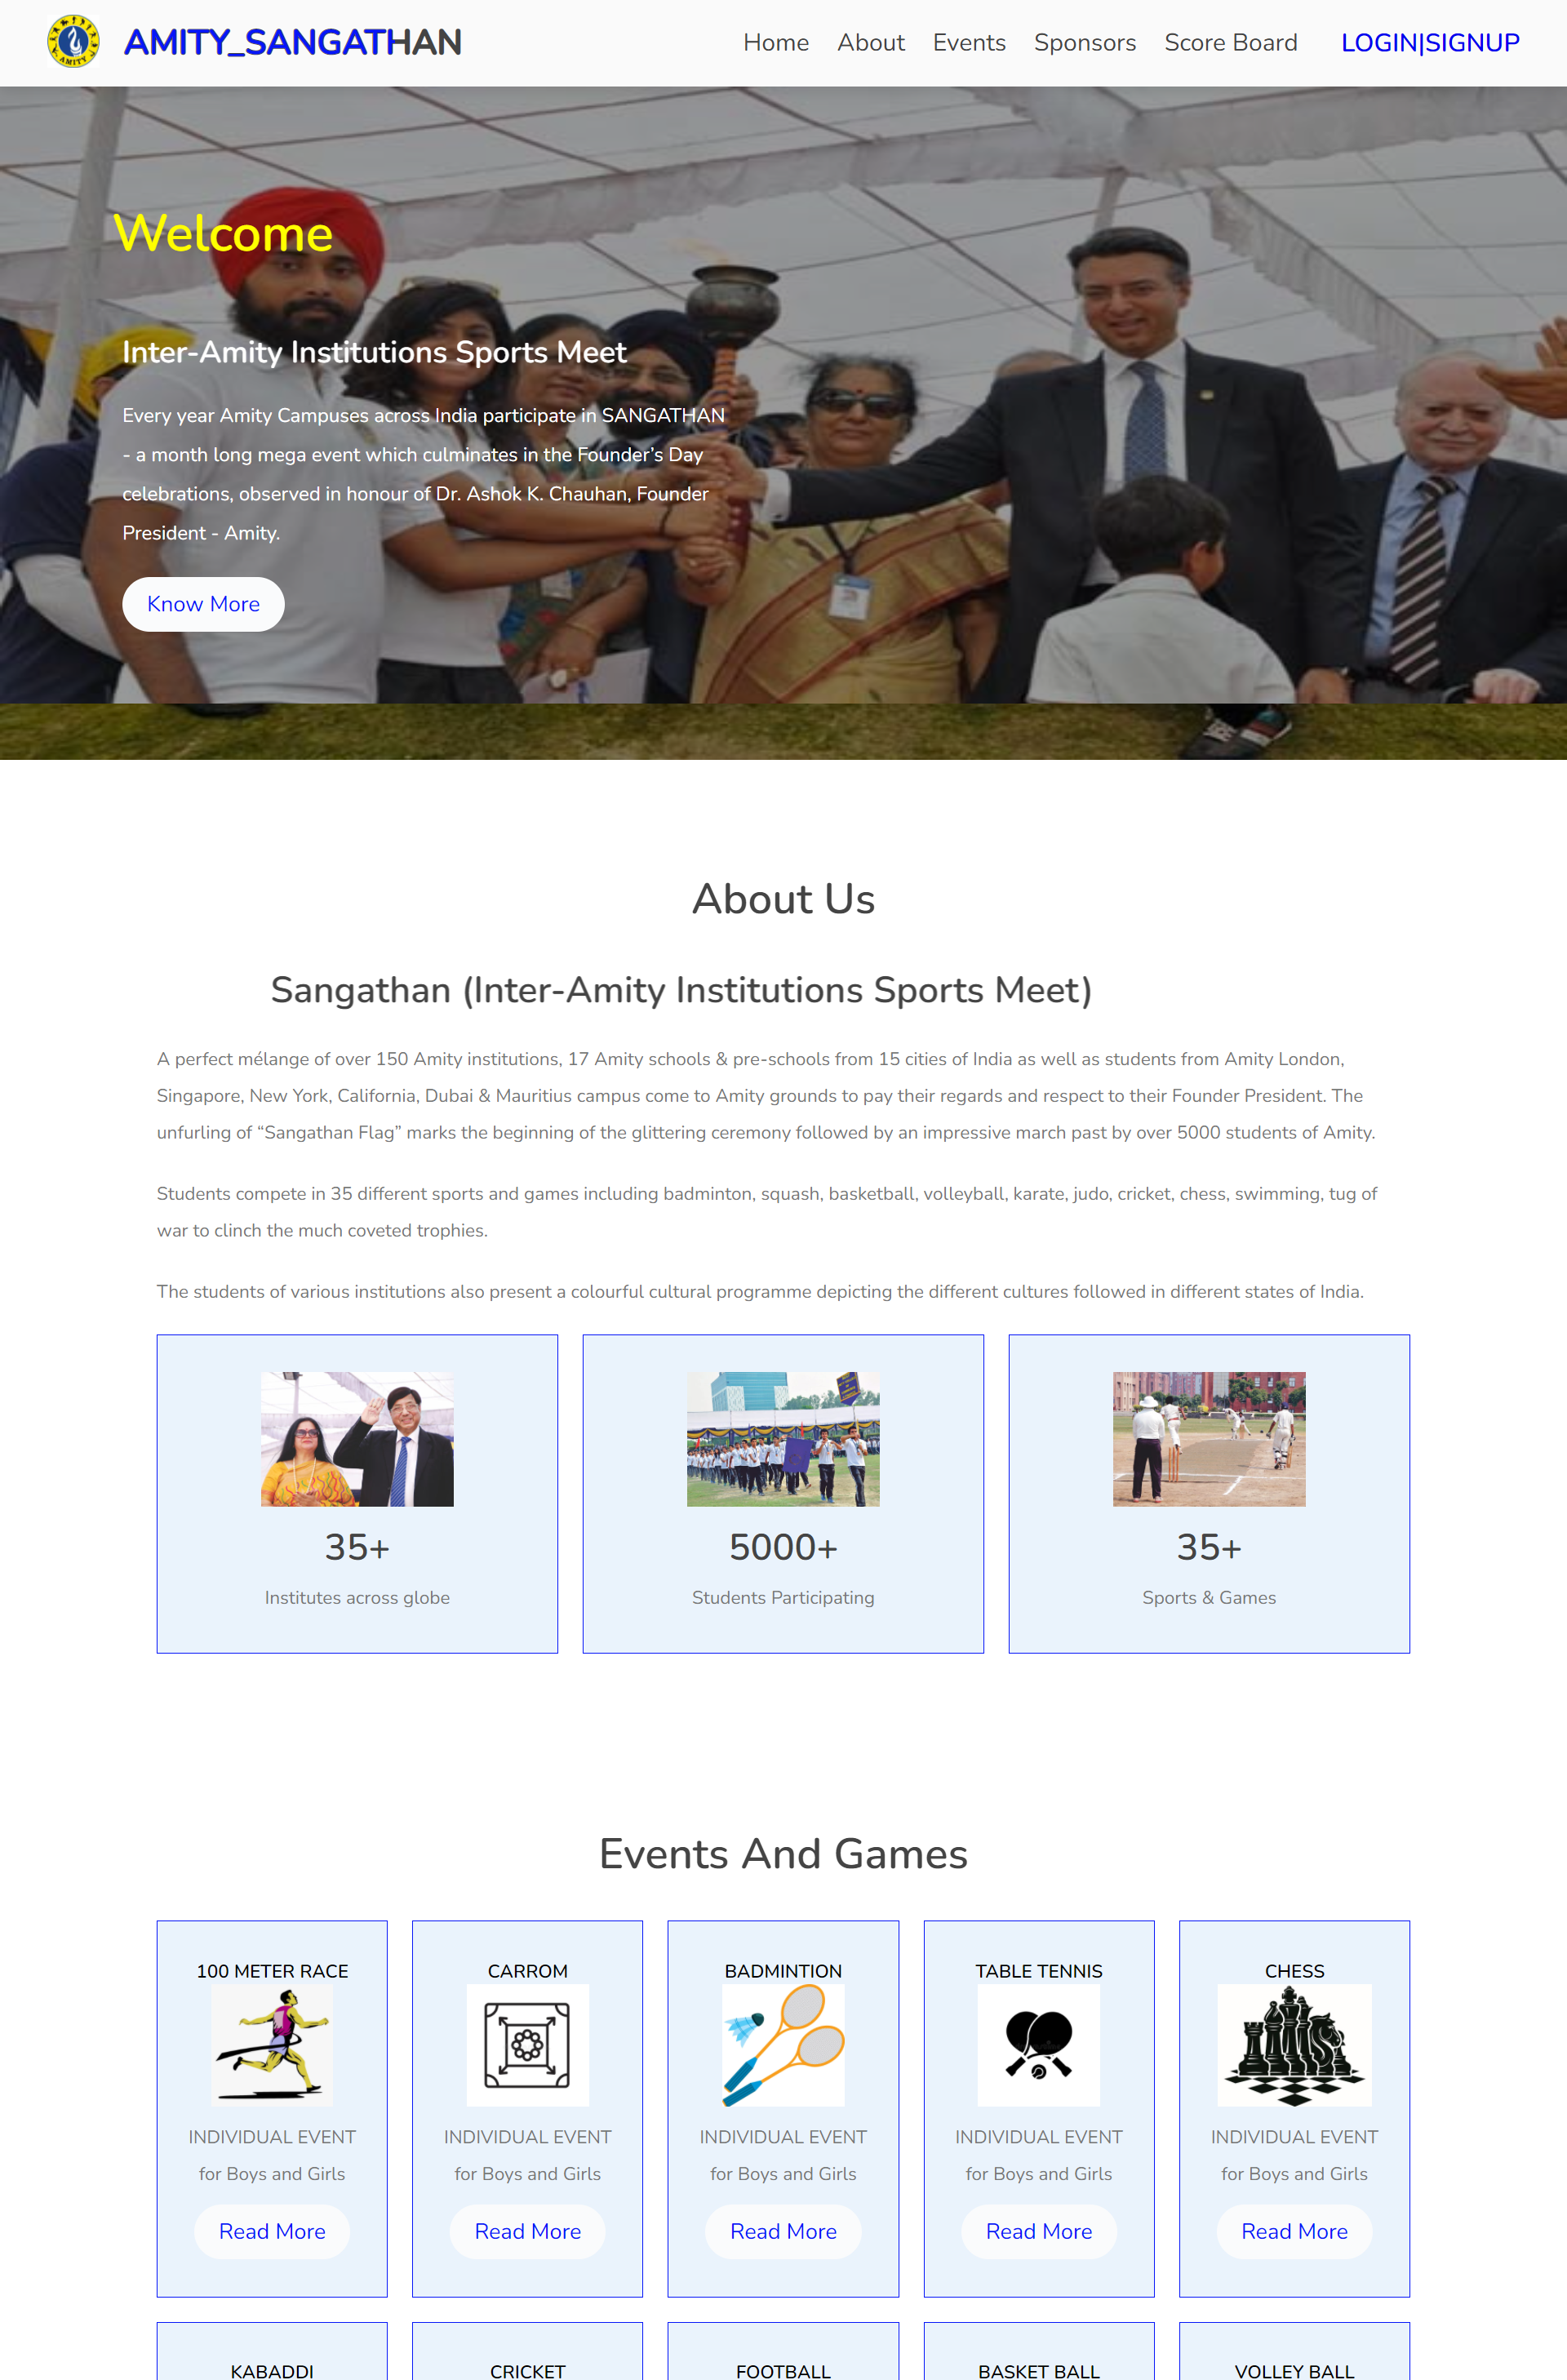 AMITY
AMITY_SANGATHAN
Home About Events Sponsors Score Board LOGIN|SIGNUP
Welcome
Inter-Amity Institutions Sports Meet
Every year Amity Campuses across India participate in SANGATHAN
- a month long mega event which culminates in the Founder’s Day
celebrations, observed in honour of Dr. Ashok K. Chauhan, Founder
President - Amity.
Know More
About Us
Sangathan (Inter-Amity Institutions Sports Meet)
A perfect mélange of over 150 Amity institutions, 17 Amity schools & pre-schools from 15 cities of India as well as students from Amity London,
Singapore, New York, California, Dubai & Mauritius campus come to Amity grounds to pay their regards and respect to their Founder President. The
unfurling of “Sangathan Flag” marks the beginning of the glittering ceremony followed by an impressive march past by over 5000 students of Amity.
Students compete in 35 different sports and games including badminton, squash, basketball, volleyball, karate, judo, cricket, chess, swimming, tug of
war to clinch the much coveted trophies.
The students of various institutions also present a colourful cultural programme depicting the different cultures followed in different states of India.
35+
Institutes across globe
5000+
Students Participating
35+
Sports & Games
Events And Games
100 METER RACE
INDIVIDUAL EVENT
for Boys and Girls
Read More
CARROM
INDIVIDUAL EVENT
for Boys and Girls
Read More
BADMINTION
INDIVIDUAL EVENT
for Boys and Girls
Read More
TABLE TENNIS
INDIVIDUAL EVENT
for Boys and Girls
Read More
CHESS
INDIVIDUAL EVENT
for Boys and Girls
Read More
KABADDI
CRICKET
FOOTBALL
BASKET BALL
VOLLEY BALL